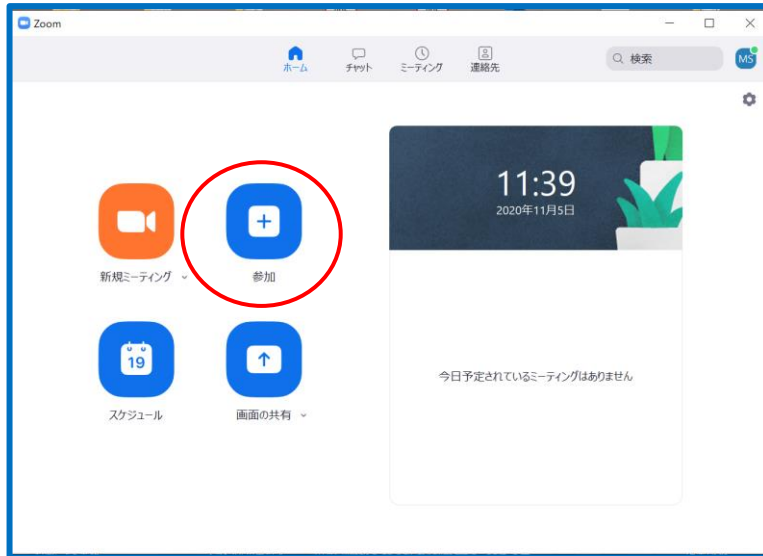 Zoom
ホーム
チャット
ミーティング
連絡先
検索
MS
11:39
2020年11月5日
新規ミーティング
参加
19
スケジュール
画面の共有
今日予定されているミーティングはありません